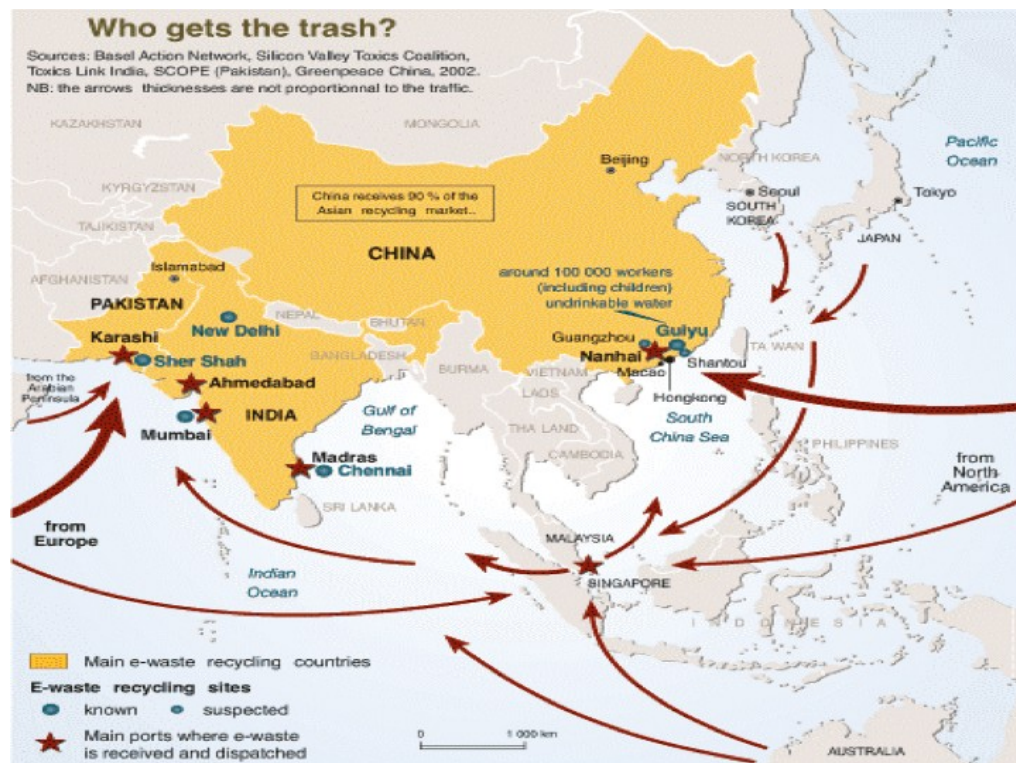 Who gets the trash?
Sources: Basel Action Network, Silicon Valley Toxics Coalition,
Toxics Link India, SCOPE (Pakistan), Greenpeace China, 2002.
NB: the arrows thicknesses are not proportionnal to the traffic.
KAZAKHSTAN
MONGOLIA
Pacific
Ocean
Beijing
NORTH KOREA
KYRGYZSTAN
China receives 90 % of the
Asian recycling market..
Seoul
SOUTH
KOREA
Tokyo
TAJIKISTAN
JAPAN
CHINA
AFGHANISTAN
Islamabad
around 100 000 workers
(including children)
undrinkable water
PAKISTAN
NEPAL
BHUTAN
Karashi
New Delhi
Guangzhou
Guiyu
Sher Shah
BANGLADESH
Nanhai
Shantou
TA WAN
BURMA
VIETNAM
Macao
from the
Arabian
Peninsula
Ahmedabad
LAOS
Hongkong
INDIA
Gulf of
Bengal
South
China Sea
Mumbai
THA LAND
PHILIPPINES
Madras
Chennai
CAMBODIA
from
North
America
SRI LANKA
from
Europe
MALAYSIA
Indian
Ocean
SINGAPORE
INDONESIA
Main e-waste recycling countries
E-waste recycling sites
known
suspected
Main ports where e-waste
is received and dispatched
0
1 000 km
AUSTRALIA